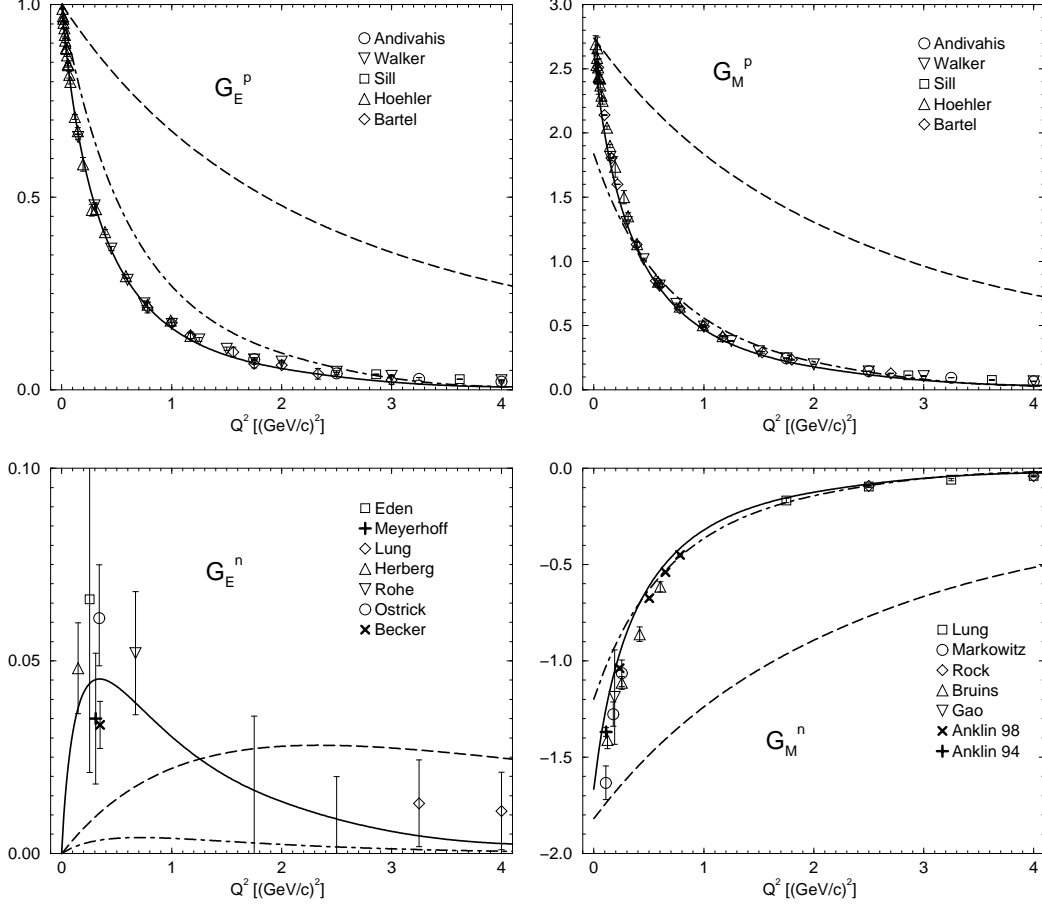 1.0
0.5
0.0
0 1 2 3 4
Q² [(GeV/c)²]
G_E^p
Andivahis
Walker
Sill
Hoehler
Bartel
3.0
2.5
2.0
1.5
1.0
0.5
0.0
0 1 2 3 4
Q² [(GeV/c)²]
G_M^p
Andivahis
Walker
Sill
Hoehler
Bartel
0.10
0.05
0.00
0 1 2 3 4
Q² [(GeV/c)²]
G_E^n
Eden
Meyerhoff
Lung
Herberg
Rohe
Ostrick
Becker
0.0
−0.5
−1.0
−1.5
−2.0
0 1 2 3 4
Q² [(GeV/c)²]
G_M^n
Lung
Markowitz
Rock
Bruins
Gao
Anklin 98
Anklin 94